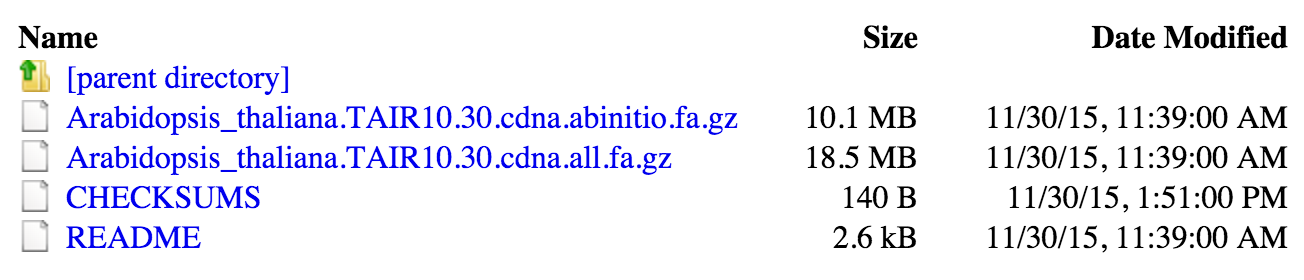 Name Size Date Modified
[parent directory]
Arabidopsis_thaliana.TAIR10.30.cdna.abinitio.fa.gz 10.1 MB 11/30/15, 11:39:00 AM
Arabidopsis_thaliana.TAIR10.30.cdna.all.fa.gz 18.5 MB 11/30/15, 11:39:00 AM
CHECKSUMS 140 B 11/30/15, 1:51:00 PM
README 2.6 kB 11/30/15, 11:39:00 AM